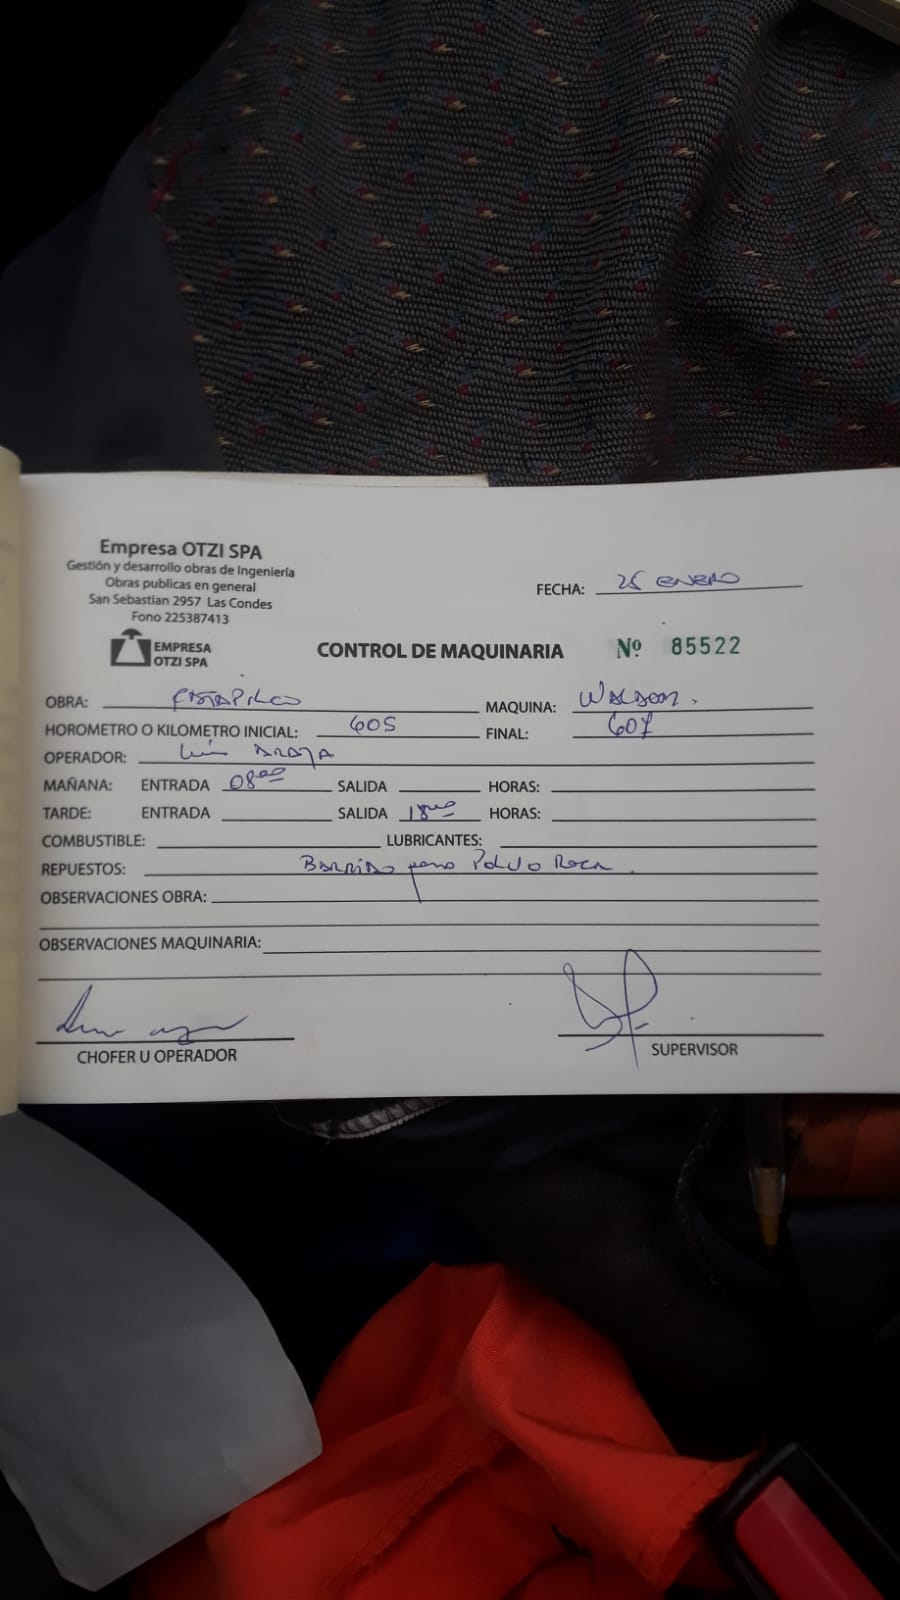 Empresa OTZI SPA
Gestión y desarrollo obras de Ingeniería
Obras publicas en general
San Sebastian 2957 Las Condes
Fono 225387413
EMPRESA
OTZI SPA
FECHA: 25 ENERO
CONTROL DE MAQUINARIA Nº 85522
OBRA:
MAQUINA: WALDOM.
HOROMETRO O KILOMETRO INICIAL: 605 FINAL: 607
OPERADOR: Luis ARAYA
MAÑANA: ENTRADA 08:00 SALIDA HORAS:
TARDE: ENTRADA SALIDA 18:00 HORAS:
COMBUSTIBLE: LUBRICANTES:
REPUESTOS: BARRIDO para Polvo Roca.
OBSERVACIONES OBRA:
OBSERVACIONES MAQUINARIA:
CHOFER U OPERADOR
SUPERVISOR